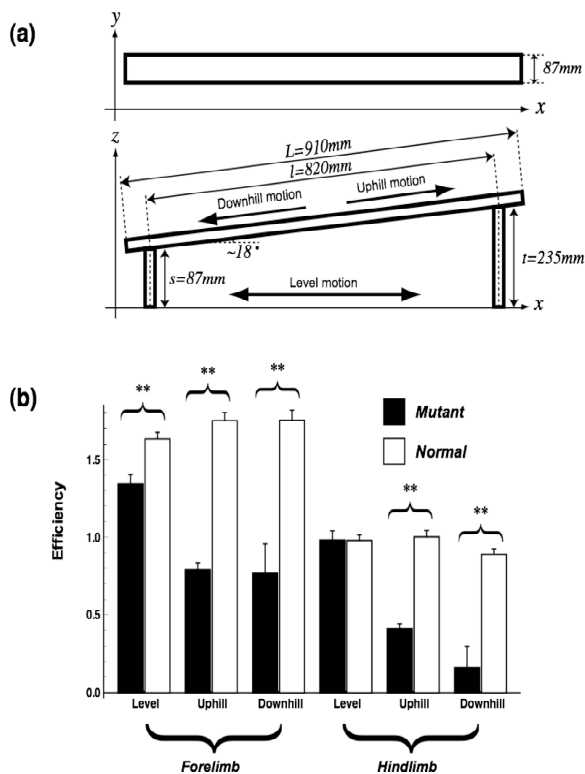 (a)
y
87mm
x
z
L=910mm
l=820mm
Downhill motion
Uphill motion
~18°
s=87mm
t=235mm
Level motion
x
(b)
** ** **
Mutant
Normal
** **
Efficiency
1.5
1.0
0.5
0.0
Level Uphill Downhill Level Uphill Downhill
Forelimb Hindlimb